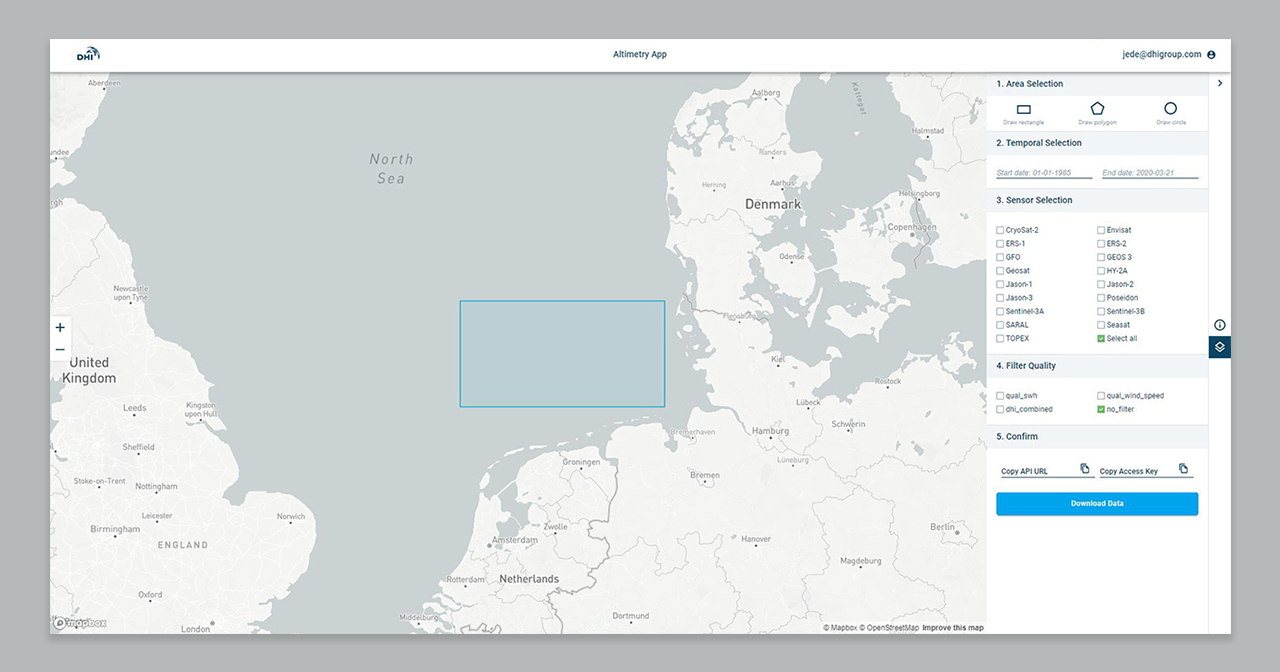 DHI
Altimetry App
jede@dhigroup.com
1. Area Selection
Draw rectangle
Draw polygon
Draw circle
2. Temporal Selection
Start date: 01-01-1985
End date: 2020-03-21
3. Sensor Selection
CryoSat-2
Envisat
ERS-1
ERS-2
GFO
GEOS 3
Geosat
HY-2A
Jason-1
Jason-2
Jason-3
Poseidon
Sentinel-3A
Sentinel-3B
SARAL
Seasat
TOPEX
Select all
4. Filter Quality
qual_swh
qual_wind_speed
dhi_combined
no_filter
5. Confirm
Copy API URL
Copy Access Key
Download Data
Aberdeen
North
Sea
Aalborg
Kattegat
Halmstad
undee
Randers
Herning
Aarhus
Helsingborg
Denmark
rgh
Copenhagen
Odense
Newcastle
upon Tyne
Flensburg
+
−
United
Kingdom
Kiel
Rostock
Leeds
Kingston
upon Hull
Lübeck
Schwerin
Bremerhaven
Hamburg
Sheffield
Groningen
Lüneburg
Stoke-on-Trent
Nottingham
Bremen
Leicester
Norwich
Birmingham
Zwolle
Berlin
ENGLAND
Amsterdam
Hanover
Magdeburg
Rotterdam
Netherlands
Oxford
Middelburg
Dortmund
London
mapbox
© Mapbox © OpenStreetMap Improve this map